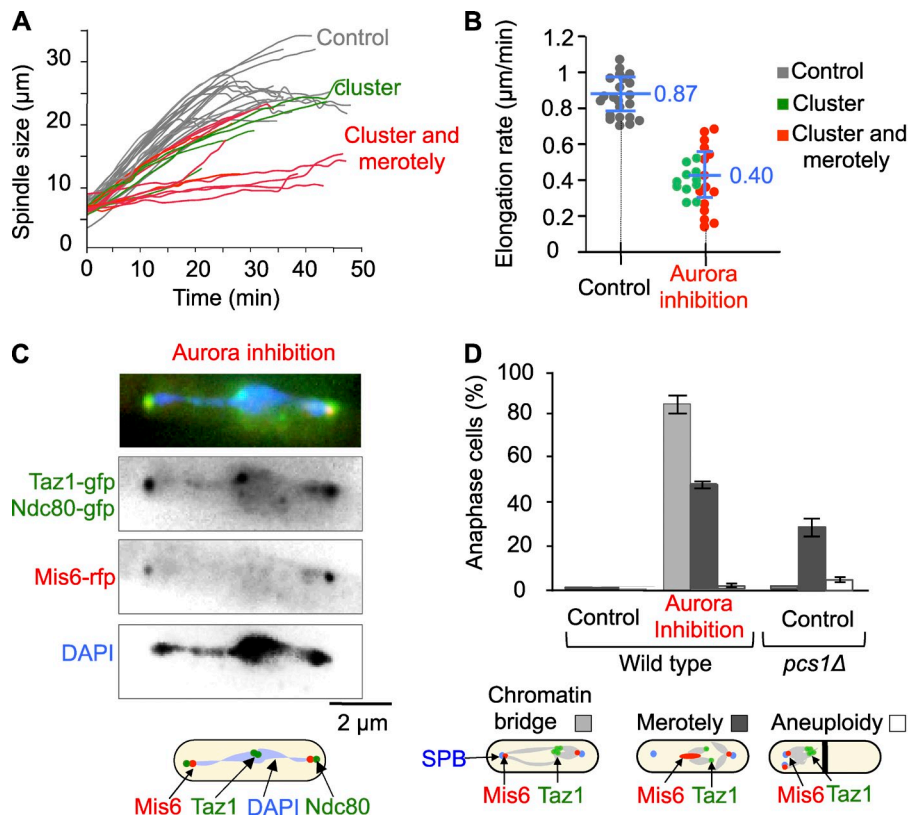 A
Spindle size (µm)
30
20
10
0
Control
cluster
Cluster and
merotely
0 10 20 30 40 50
Time (min)
B
Elongation rate (µm/min)
1.2
1
0.8
0.6
0.4
0.2
0
0.87
0.40
Control
Aurora
inhibition
Control
Cluster
Cluster and
merotely
C
Aurora inhibition
Taz1-gfp
Ndc80-gfp
Mis6-rfp
DAPI
2 µm
Mis6 Taz1 DAPI Ndc80
D
Anaphase cells (%)
100
80
60
40
20
0
Control
Aurora
Inhibition
Control
Wild type
pcs1Δ
Chromatin
bridge
Merotely
Aneuploidy
SPB
Mis6 Taz1
Mis6 Taz1
Mis6 Taz1